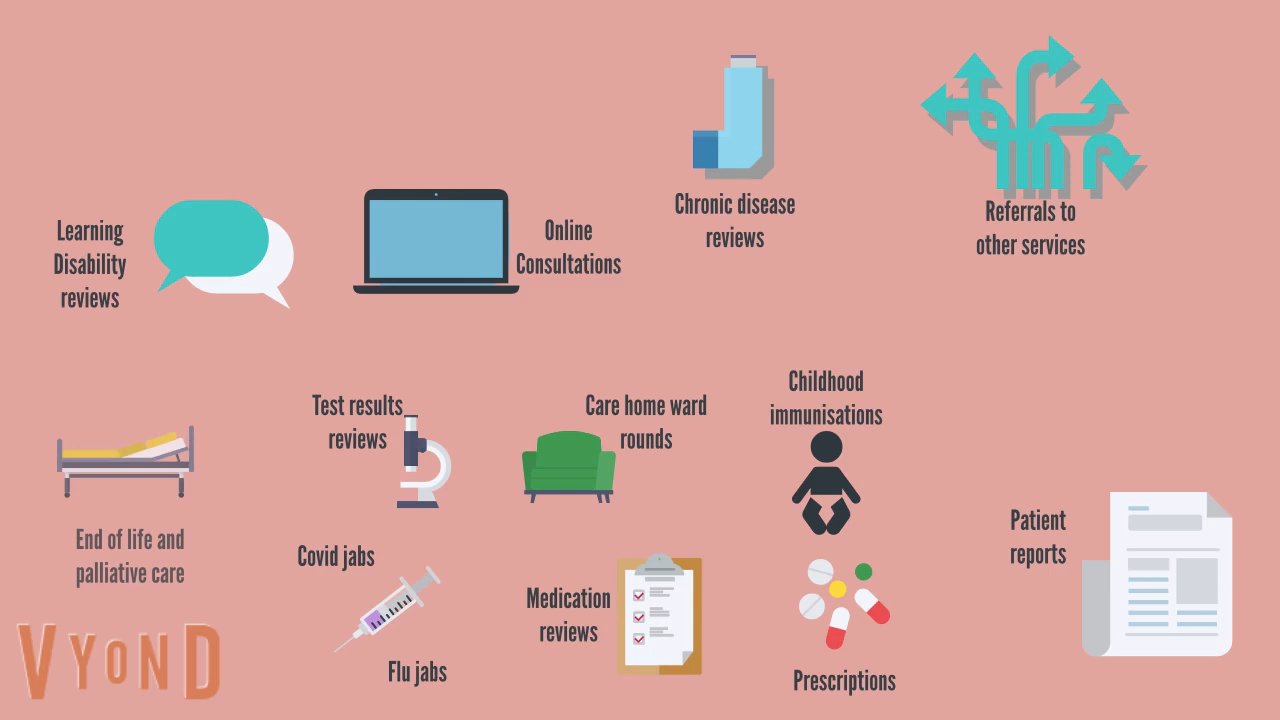 Learning
Disability
reviews
Online
Consultations
Chronic disease
reviews
Referrals to
other services
Test results
reviews
Care home ward
rounds
Childhood
immunisations
End of life and
palliative care
Covid jabs
Flu jabs
Medication
reviews
Prescriptions
Patient
reports
VYOND